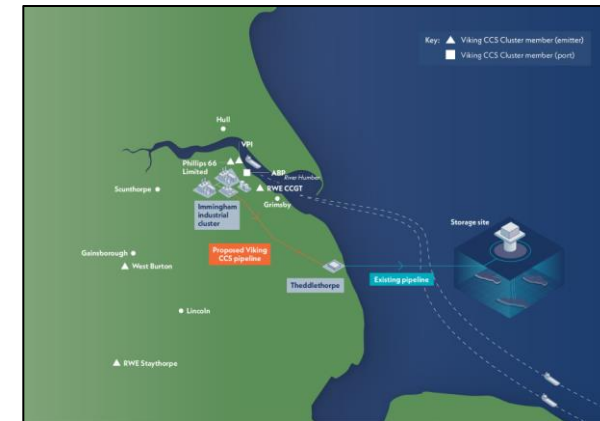 Key: Viking CCS Cluster member (emitter)
Viking CCS Cluster member (port)
Hull
VPI
Phillips 66
Limited
ABP
River Humber
RWE CCGT
Scunthorpe
Immingham
industrial
cluster
Grimsby
Storage site
Proposed Viking
CCS pipeline
Gainsborough
West Burton
Theddlethorpe
Existing pipeline
Lincoln
RWE Staythorpe